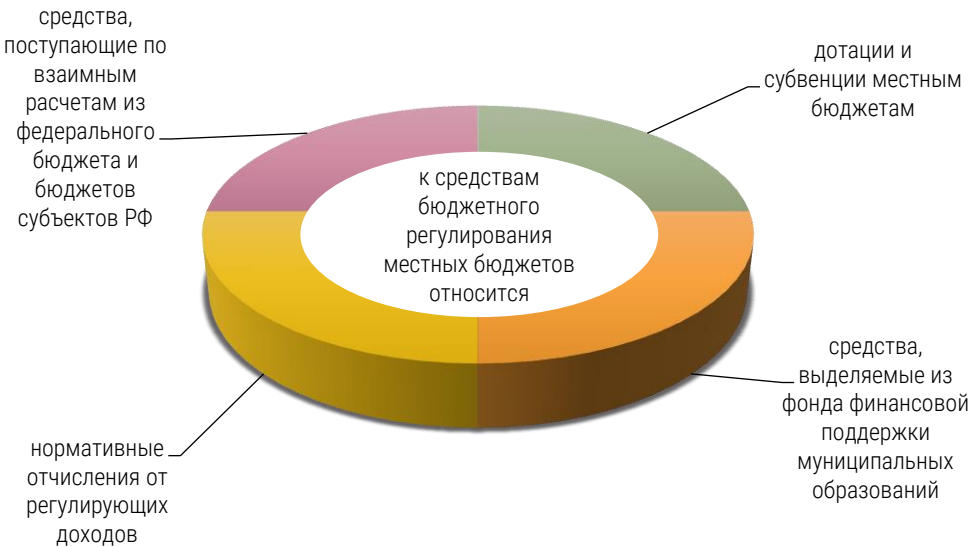 средства,
поступающие по
взаимным
расчетам из
федерального
бюджета и
бюджетов
субъектов РФ
дотации и
субвенции местным
бюджетам
к средствам
бюджетного
регулирования
местных бюджетов
относится
средства,
выделяемые из
фонда финансовой
поддержки
муниципальных
образований
нормативные
отчисления от
регулирующих
доходов